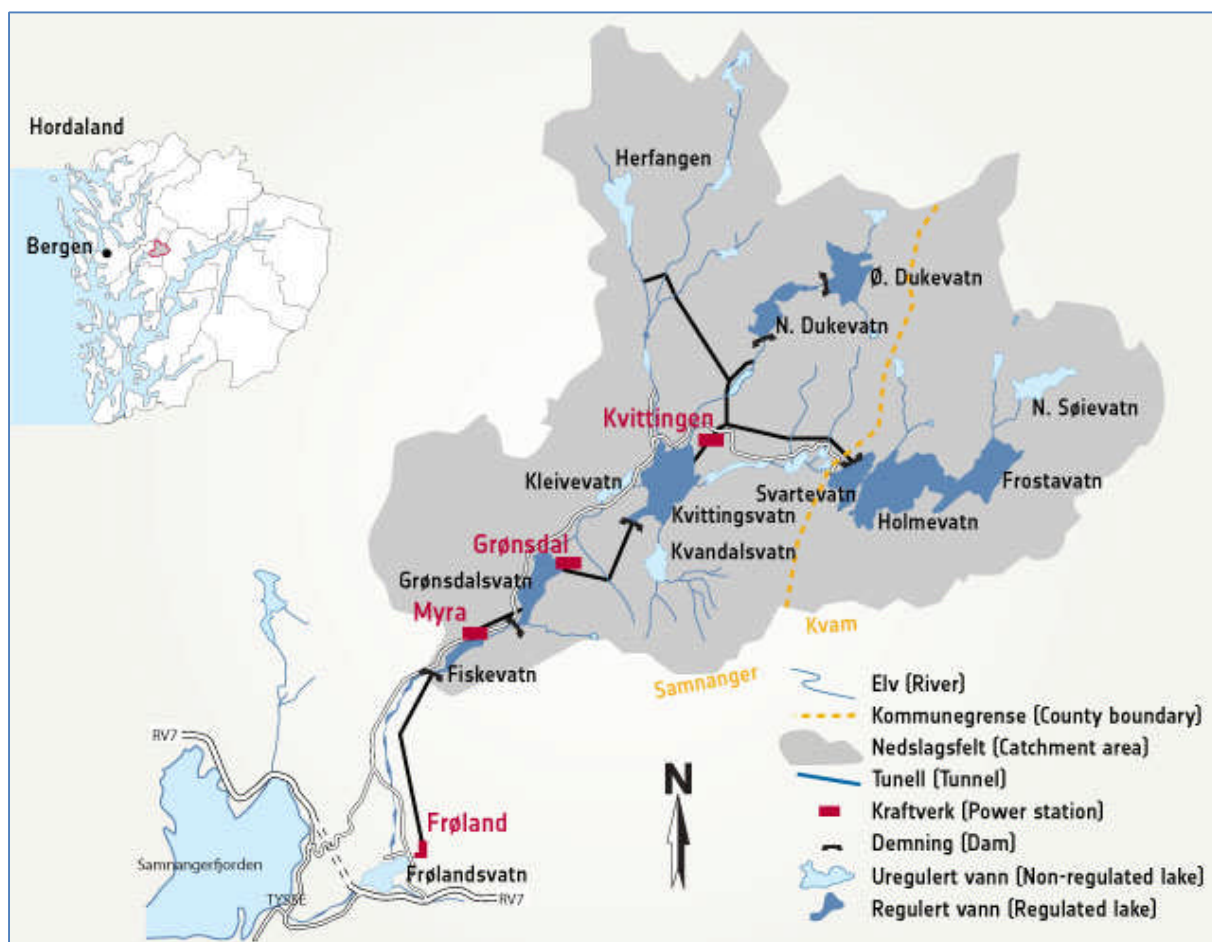 Hordaland
Bergen
Herfangen
Ø. Dukevatn
N. Dukevatn
N. Søievatn
Kvittingen
Kleivevatn
Svartevatn
Frostavatn
Holmevatn
Kvittingsvatn
Grønsdal
Kvandalsvatn
Grønsdalsvatn
Myra
Kvam
Fiskevatn
Samnanger
RV7
N
Frøland
Samnangerfjorden
Frølandsvatn
TYSSE
RV7
Elv (River)
Kommunegrense (County boundary)
Nedslagsfelt (Catchment area)
Tunell (Tunnel)
Kraftverk (Power station)
Demning (Dam)
Uregulert vann (Non-regulated lake)
Regulert vann (Regulated lake)